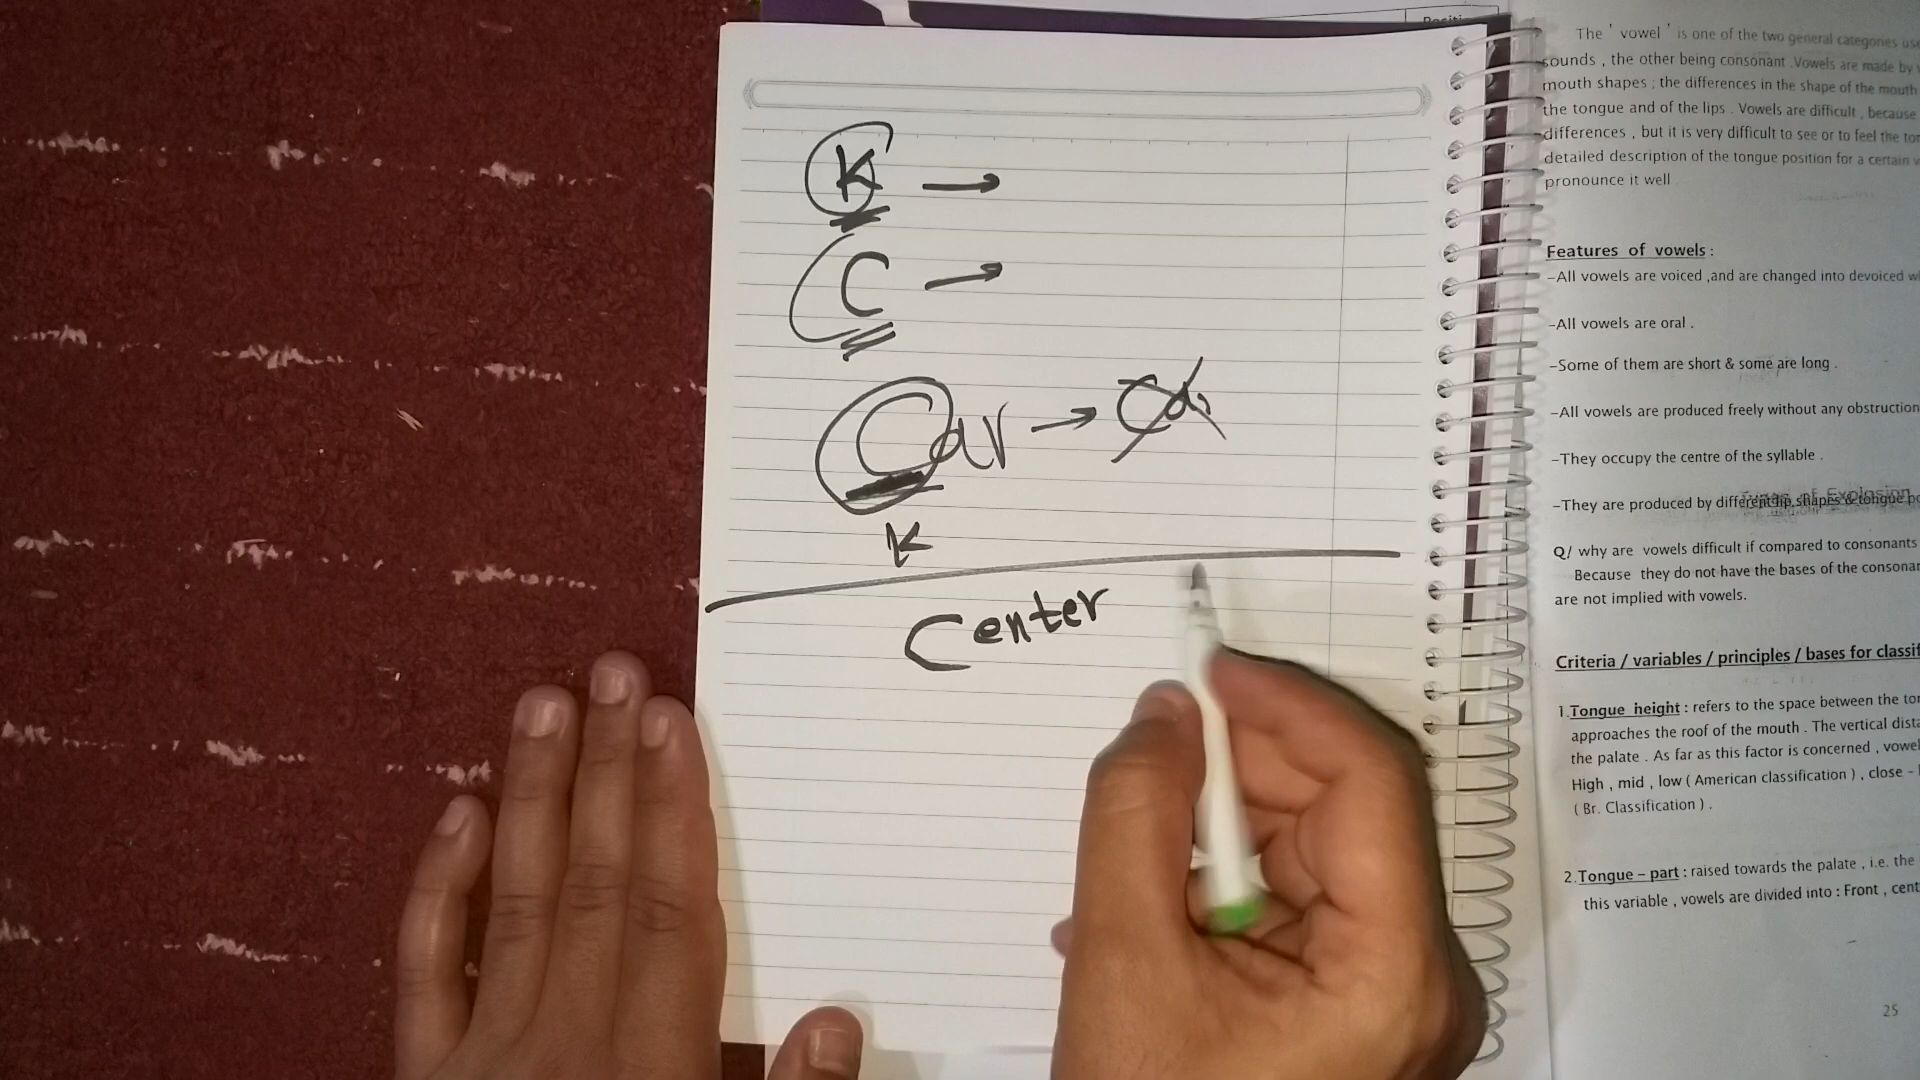 K →
C →
Car →
K
Center
The ' vowel ' is one of the two general categories
sounds , the other being consonant .Vowels are made by
mouth shapes ; the differences in the shape of the mouth
the tongue and of the lips . Vowels are difficult , because
differences , but it is very difficult to see or to feel the
detailed description of the tongue position for a certain
pronounce it well
Features of vowels :
-All vowels are voiced ,and are changed into devoiced
-All vowels are oral .
-Some of them are short & some are long .
-All vowels are produced freely without any obstruction
-They occupy the centre of the syllable .
-They are produced by different lip shapes & tongue
Q/ why are vowels difficult if compared to consonants
Because they do not have the bases of the
are not implied with vowels.
Criteria / variables / principles / bases for
1.Tongue height : refers to the space between the
approaches the roof of the mouth . The vertical
the palate . As far as this factor is concerned ,
High , mid , low ( American classification ) , close -
( Br. Classification ) .
2.Tongue - part : raised towards the palate , i.e. the
this variable , vowels are divided into : Front ,
25